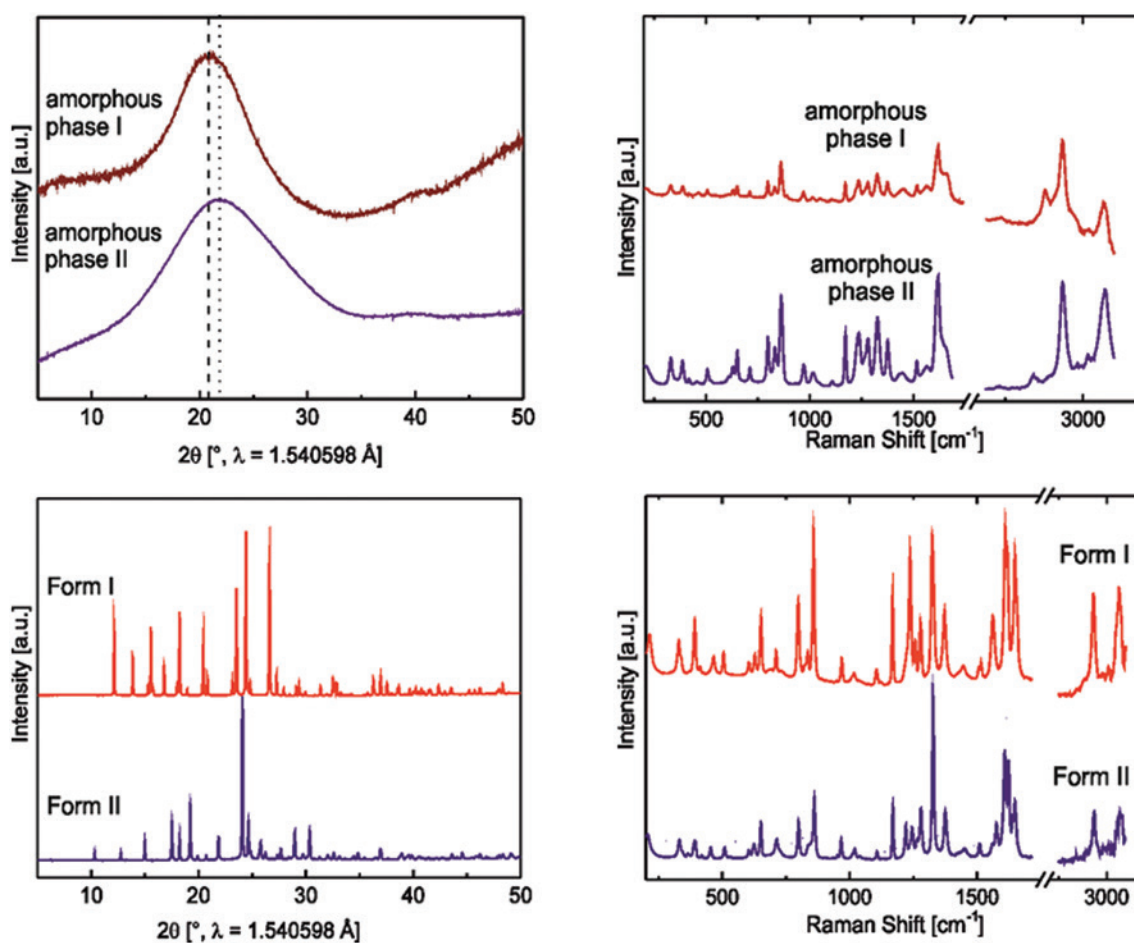 Intensity [a.u.]
amorphous
phase I
amorphous
phase II
10 20 30 40 50
2θ [°, λ = 1.540598 Å]
Intensity [a.u.]
amorphous
phase I
amorphous
phase II
500 1000 1500 3000
Raman Shift [cm⁻¹]
Intensity [a.u.]
Form I
Form II
10 20 30 40 50
2θ [°, λ = 1.540598 Å]
Intensity [a.u.]
Form I
Form II
500 1000 1500 3000
Raman Shift [cm⁻¹]